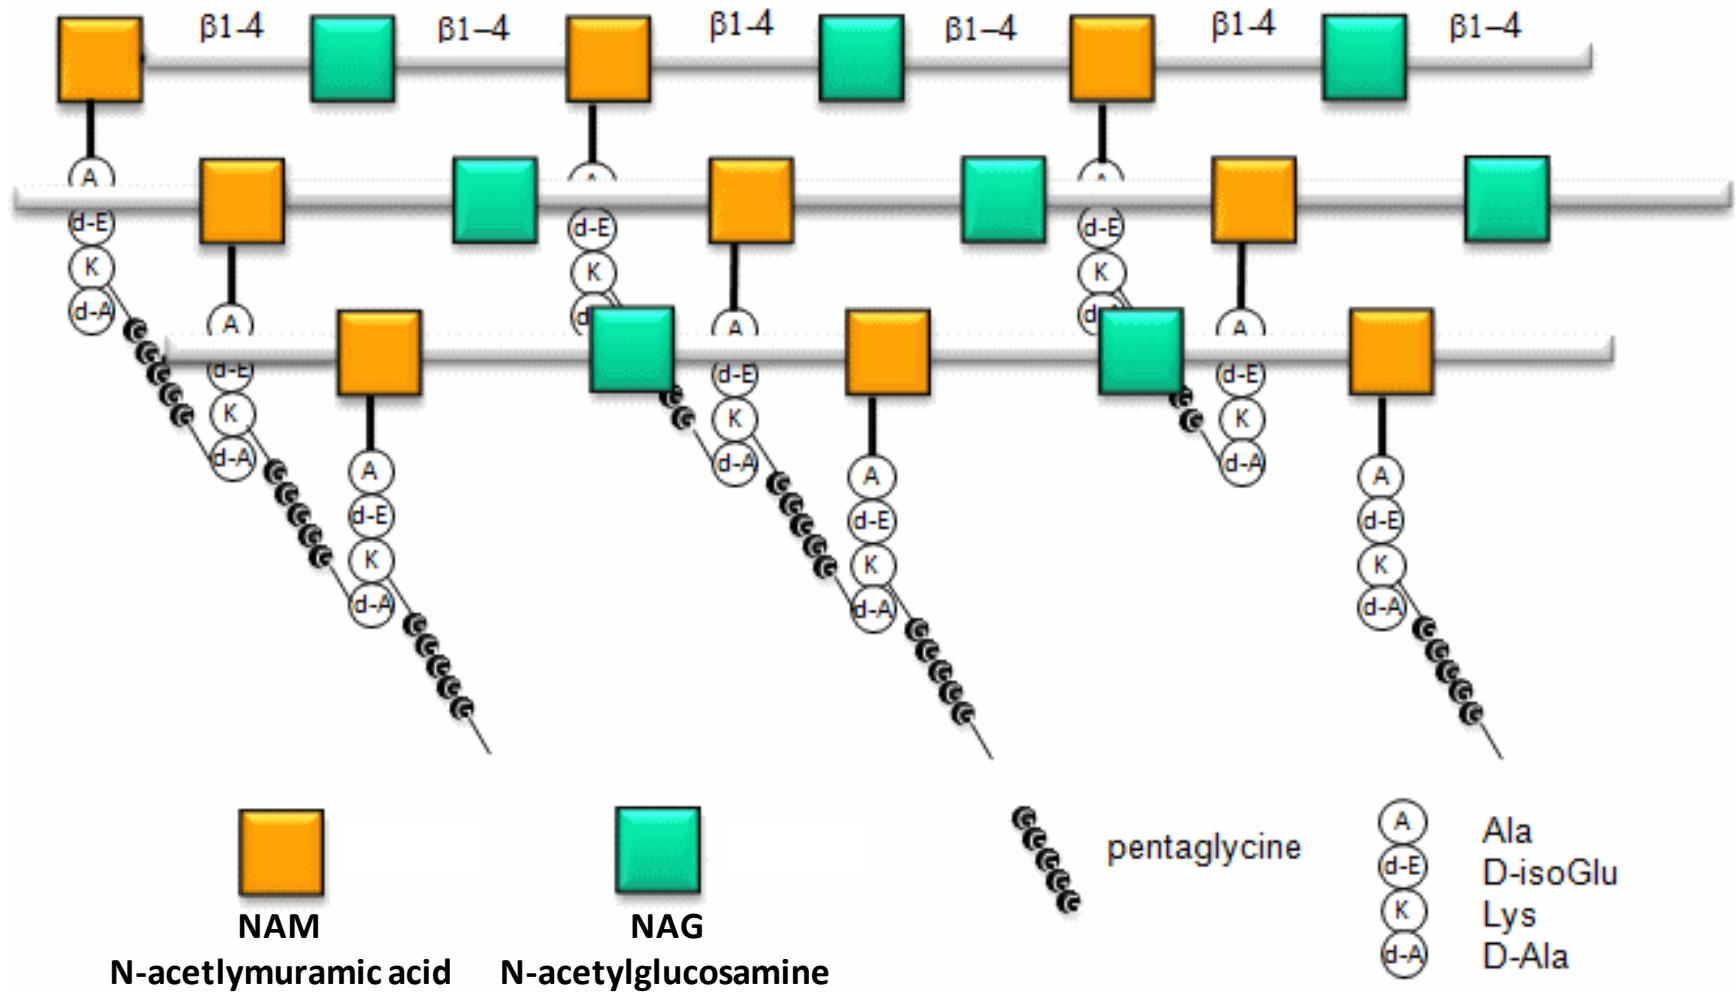 β1-4 β1–4 β1-4 β1–4 β1-4 β1–4
A
d-E d-E d-E
K K K
d-A
A A A
d-E d-E d-E
K K K
d-A d-A d-A
A A A
d-E d-E d-E
K K K
d-A d-A d-A
pentaglycine
A Ala
d-E D-isoGlu
K Lys
d-A D-Ala
NAM NAG
N-acetlymuramic acid N-acetylglucosamine